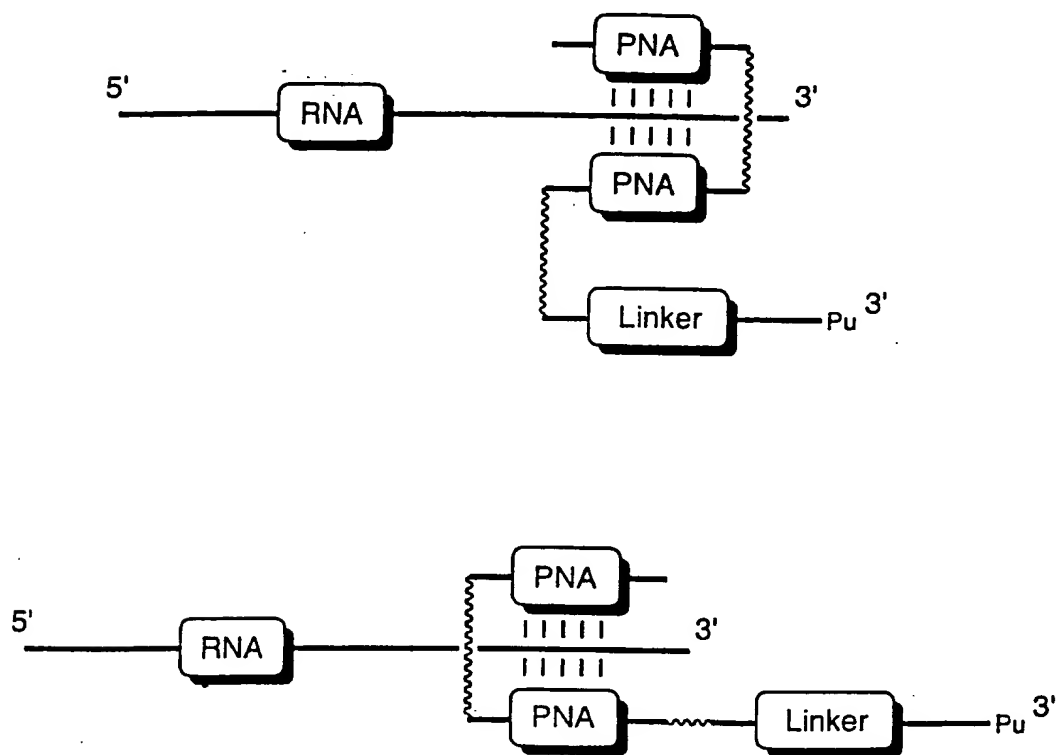 PNA
5'
3'
RNA
PNA
Linker
Pu 3'
PNA
5'
3'
RNA
PNA
Linker
Pu 3'